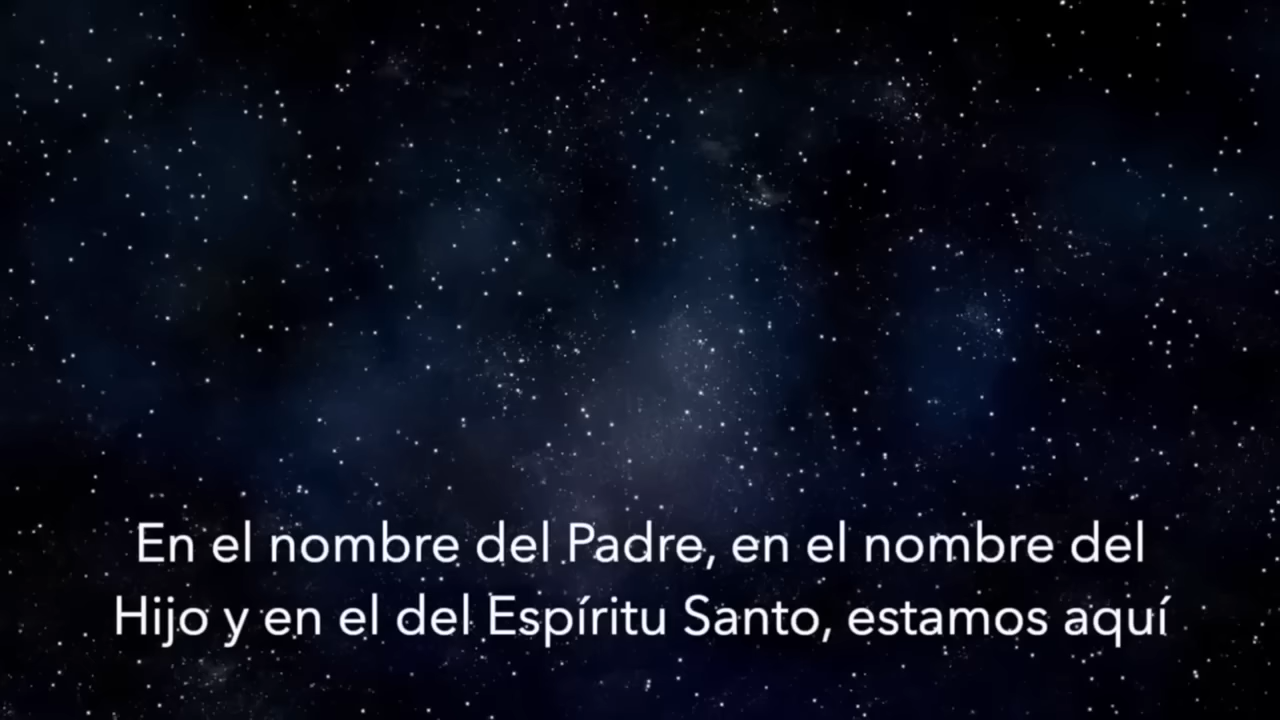 En el nombre del Padre, en el nombre del
Hijo y en el del Espíritu Santo, estamos aquí